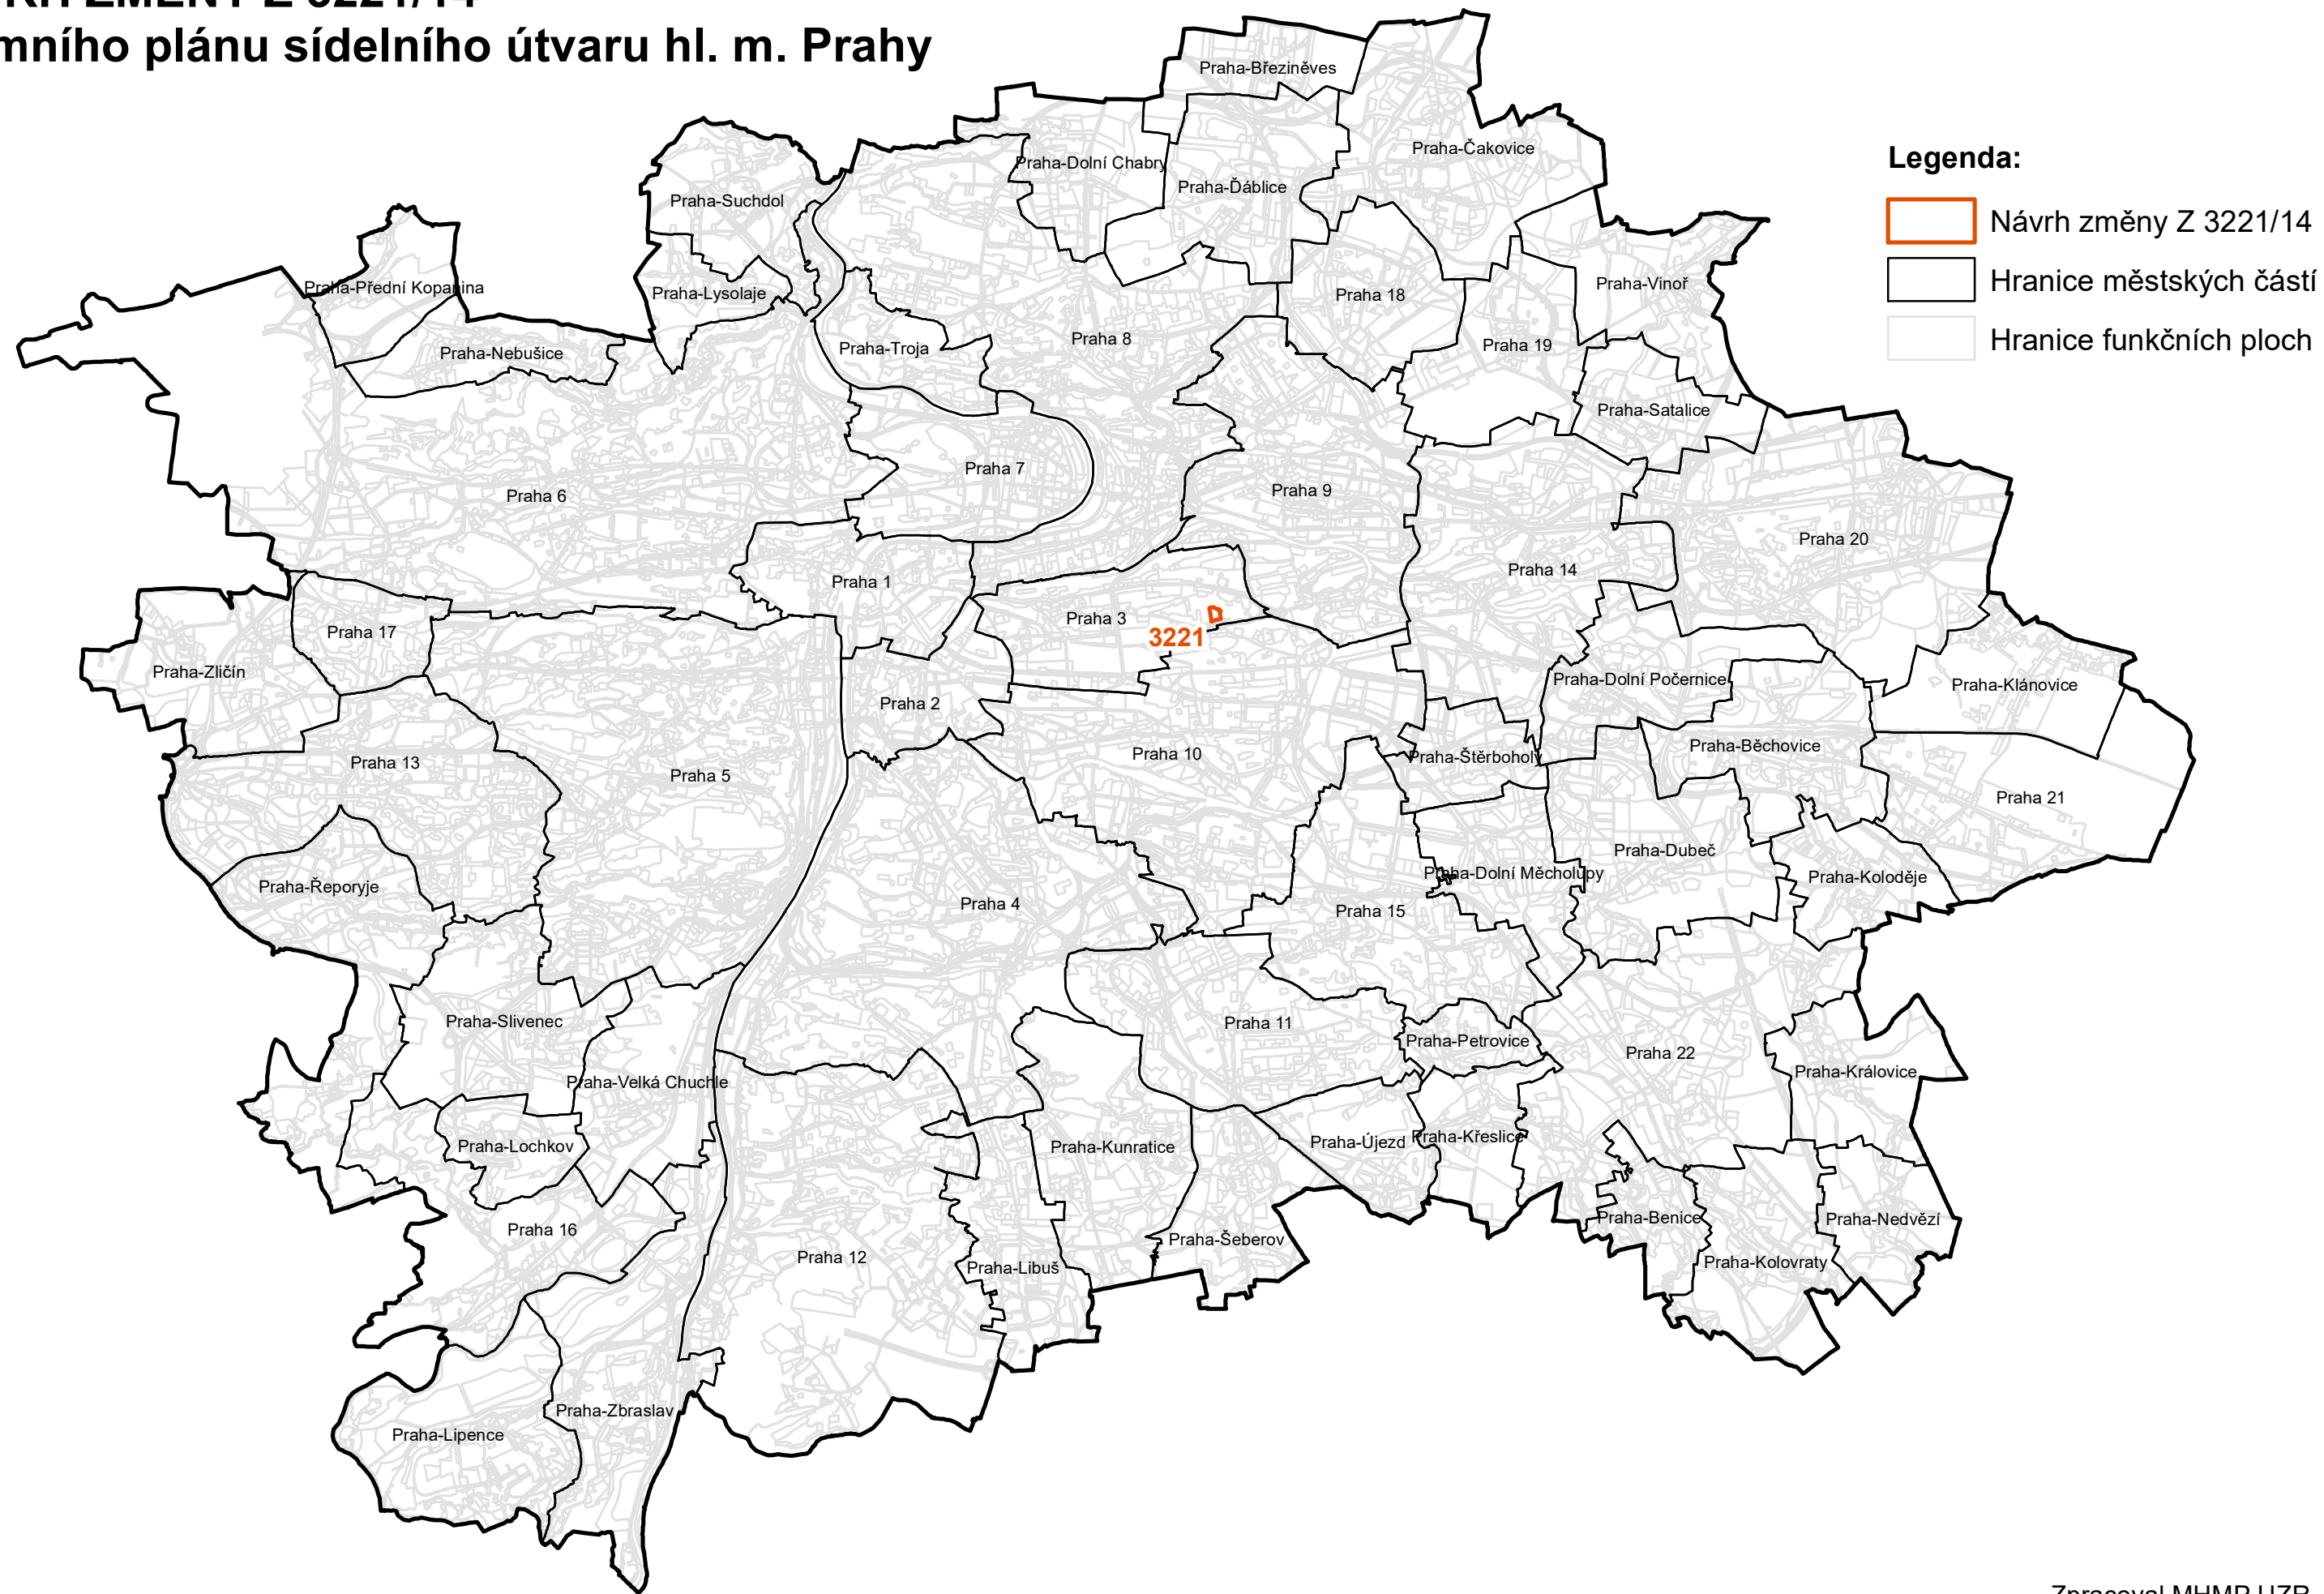 Z 3221/14
plánu sídelního útvaru hl. m. Prahy
Legenda:
Návrh změny Z 3221/14
Hranice městských částí
Hranice funkčních ploch
Praha-Březiněves
Praha-Čakovice
Praha-Dolní Chabry
Praha-Ďáblice
Praha-Suchdol
Praha-Přední Kopanina
Praha-Lysolaje
Praha 18
Praha-Vinoř
Praha-Nebušice
Praha-Troja
Praha 8
Praha 19
Praha-Satalice
Praha 7
Praha 6
Praha 9
Praha 20
Praha 14
Praha 1
Praha 3
3221
Praha 17
Praha-Zličín
Praha-Dolní Počernice
Praha-Klánovice
Praha 2
Praha-Běchovice
Praha 10
Praha-Štěrboholy
Praha 13
Praha 5
Praha 21
Praha-Dubeč
Praha-Řeporyje
Praha-Dolní Měcholupy
Praha-Koloděje
Praha 4
Praha 15
Praha-Slivenec
Praha 11
Praha-Petrovice
Praha 22
Praha-Královice
Praha-Velká Chuchle
Praha-Lochkov
Praha-Kunratice
Praha-Újezd
Praha-Křeslice
Praha 16
Praha-Benice
Praha-Nedvězí
Praha 12
Praha-Šeberov
Praha-Libuš
Praha-Kolovraty
Praha-Zbraslav
Praha-Lipence
Zpracoval MHMP UZR